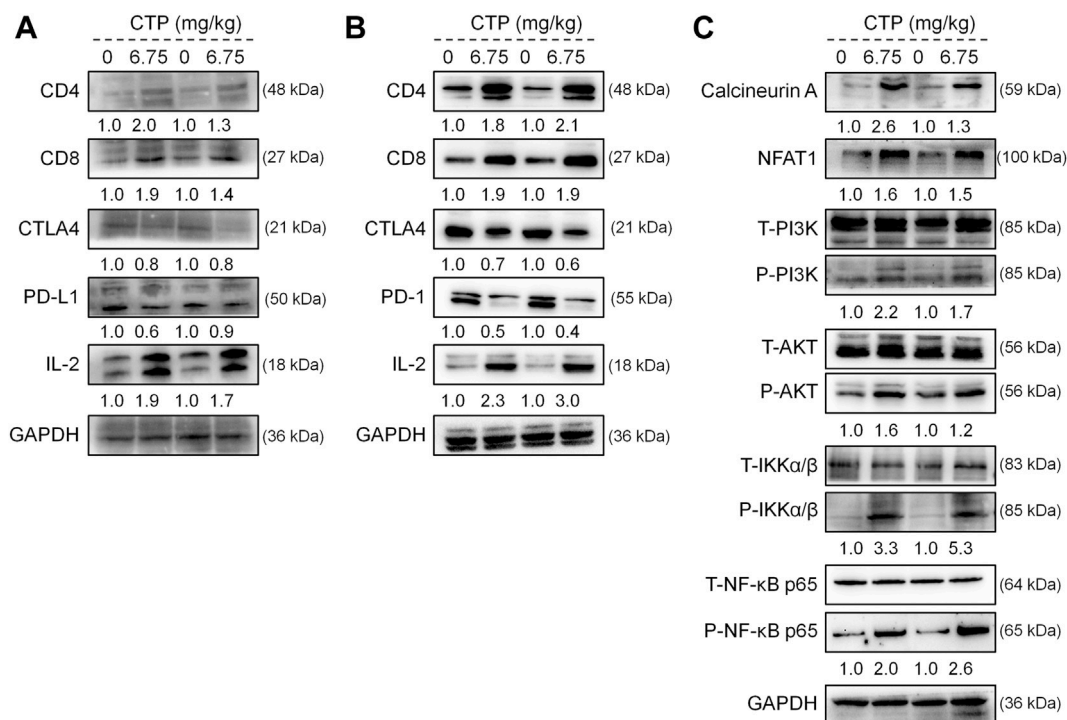 A
CTP (mg/kg)
0 6.75 0 6.75
CD4 (48 kDa)
1.0 2.0 1.0 1.3
CD8 (27 kDa)
1.0 1.9 1.0 1.4
CTLA4 (21 kDa)
1.0 0.8 1.0 0.8
PD-L1 (50 kDa)
1.0 0.6 1.0 0.9
IL-2 (18 kDa)
1.0 1.9 1.0 1.7
GAPDH (36 kDa)
B
CTP (mg/kg)
0 6.75 0 6.75
CD4 (48 kDa)
1.0 1.8 1.0 2.1
CD8 (27 kDa)
1.0 1.9 1.0 1.9
CTLA4 (21 kDa)
1.0 0.7 1.0 0.6
PD-1 (55 kDa)
1.0 0.5 1.0 0.4
IL-2 (18 kDa)
1.0 2.3 1.0 3.0
GAPDH (36 kDa)
C
CTP (mg/kg)
0 6.75 0 6.75
Calcineurin A (59 kDa)
1.0 2.6 1.0 1.3
NFAT1 (100 kDa)
1.0 1.6 1.0 1.5
T-PI3K (85 kDa)
P-PI3K (85 kDa)
1.0 2.2 1.0 1.7
T-AKT (56 kDa)
P-AKT (56 kDa)
1.0 1.6 1.0 1.2
T-IKKα/β (83 kDa)
P-IKKα/β (85 kDa)
1.0 3.3 1.0 5.3
T-NF-κB p65 (64 kDa)
P-NF-κB p65 (65 kDa)
1.0 2.0 1.0 2.6
GAPDH (36 kDa)